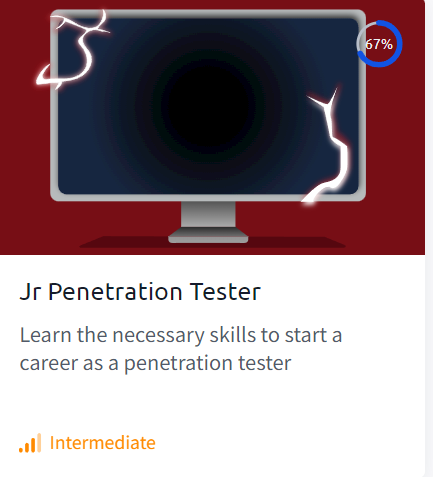 67%
Jr Penetration Tester
Learn the necessary skills to start a
career as a penetration tester
Intermediate